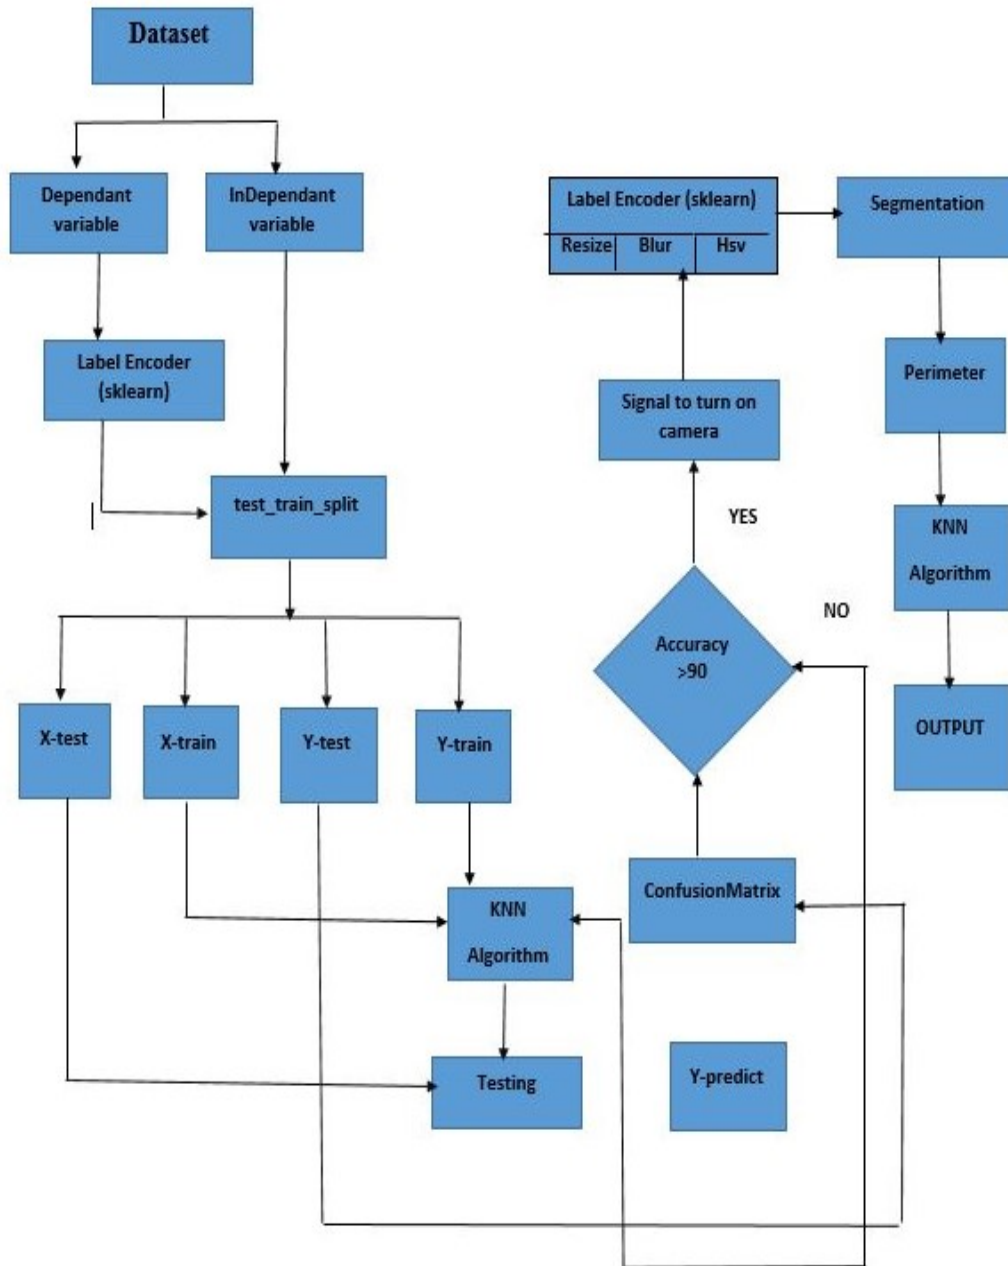 Dataset
Dependant
variable
InDependant
variable
Label Encoder
(sklearn)
test_train_split
X-test
X-train
Y-test
Y-train
KNN
Algorithm
Testing
Y-predict
ConfusionMatrix
Accuracy
>90
YES
NO
Signal to turn on
camera
Label Encoder (sklearn)
Resize
Blur
Hsv
Segmentation
Perimeter
KNN
Algorithm
OUTPUT